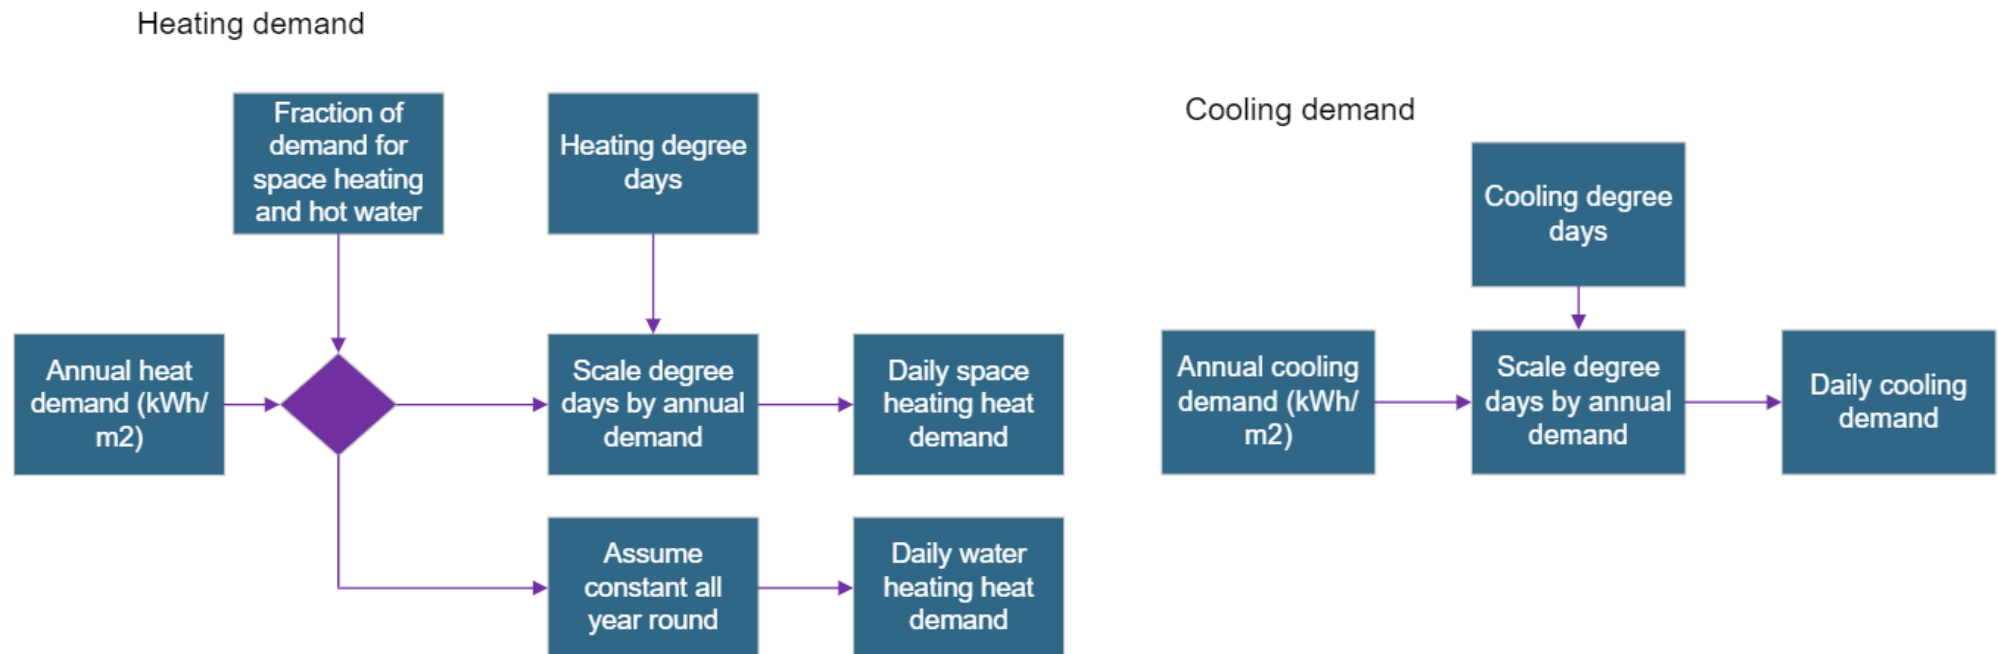 Heating demand
Fraction of
demand for
space heating
and hot water
Heating degree
days
Annual heat
demand (kWh/
m2)
Scale degree
days by annual
demand
Daily space
heating heat
demand
Assume
constant all
year round
Daily water
heating heat
demand
Cooling demand
Cooling degree
days
Annual cooling
demand (kWh/
m2)
Scale degree
days by annual
demand
Daily cooling
demand